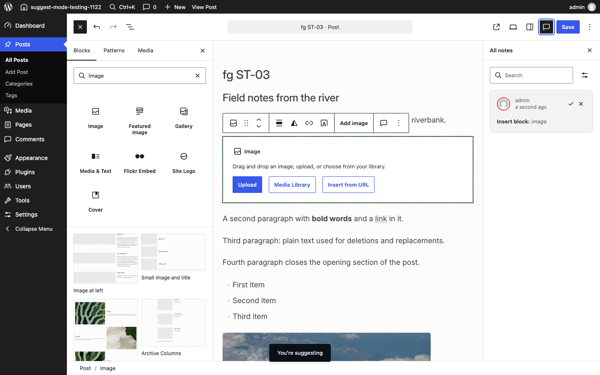 suggest-mode-testing-1122
Ctrl+K
0
New
View Post
admin
Dashboard
Posts
All Posts
Add Post
Categories
Tags
Media
Pages
Comments
Appearance
Plugins
Users
Tools
Settings
Collapse Menu
fg ST-03 · Post
Save
Blocks
Patterns
Media
Image
Image
Featured Image
Gallery
Media & Text
Flickr Embed
Site Logo
Cover
Image at left
Small image and title
Archive Columns
fg ST-03
Field notes from the river
riverbank.
Add image
Image
Drag and drop an image, upload, or choose from your library.
Upload
Media Library
Insert from URL
A second paragraph with bold words and a link in it.
Third paragraph: plain text used for deletions and replacements.
Fourth paragraph closes the opening section of the post.
First item
Second item
Third item
You're suggesting
All notes
Search
admin
a second ago
Insert block: image
Post / Image